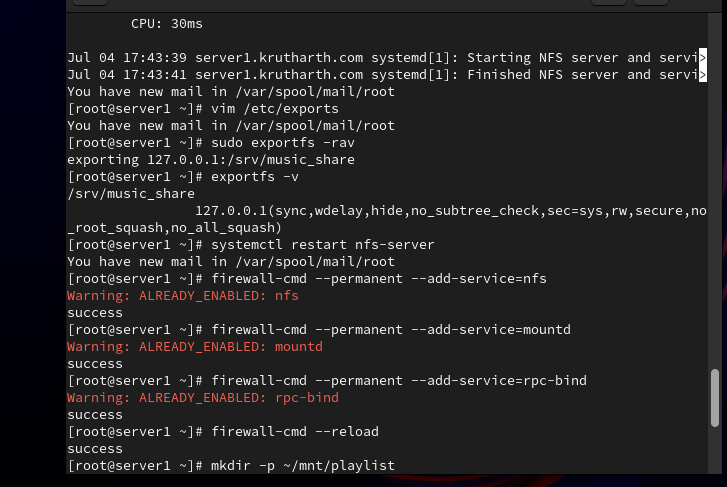 CPU: 30ms
Jul 04 17:43:39 server1.krutharth.com systemd[1]: Starting NFS server and servi>
Jul 04 17:43:41 server1.krutharth.com systemd[1]: Finished NFS server and servi>
You have new mail in /var/spool/mail/root
[root@server1 ~]# vim /etc/exports
You have new mail in /var/spool/mail/root
[root@server1 ~]# sudo exportfs -rav
exporting 127.0.0.1:/srv/music_share
[root@server1 ~]# exportfs -v
/srv/music_share
127.0.0.1(sync,wdelay,hide,no_subtree_check,sec=sys,rw,secure,no
_root_squash,no_all_squash)
[root@server1 ~]# systemctl restart nfs-server
You have new mail in /var/spool/mail/root
[root@server1 ~]# firewall-cmd --permanent --add-service=nfs
Warning: ALREADY_ENABLED: nfs
success
[root@server1 ~]# firewall-cmd --permanent --add-service=mountd
Warning: ALREADY_ENABLED: mountd
success
[root@server1 ~]# firewall-cmd --permanent --add-service=rpc-bind
Warning: ALREADY_ENABLED: rpc-bind
success
[root@server1 ~]# firewall-cmd --reload
success
[root@server1 ~]# mkdir -p ~/mnt/playlist